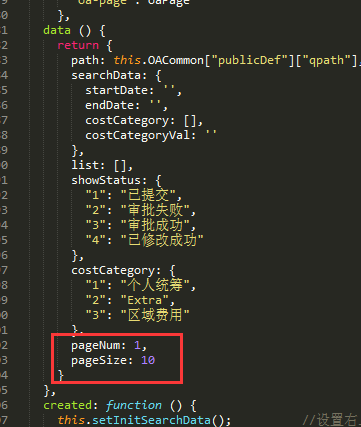 "oa-page": OaPage
},
data () {
return {
path: this.OACommon["publicDef"]["qpath"],
searchData: {
startDate: '',
endDate: '',
costCategory: [],
costCategoryVal: ''
},
list: [],
showStatus: {
"1": "已提交",
"2": "审批失败",
"3": "审批成功",
"4": "已修改成功"
},
costCategory: {
"1": "个人统筹",
"2": "Extra",
"3": "区域费用"
},
pageNum: 1,
pageSize: 10
}
},
created: function () {
this.setInitSearchData(); //设置右